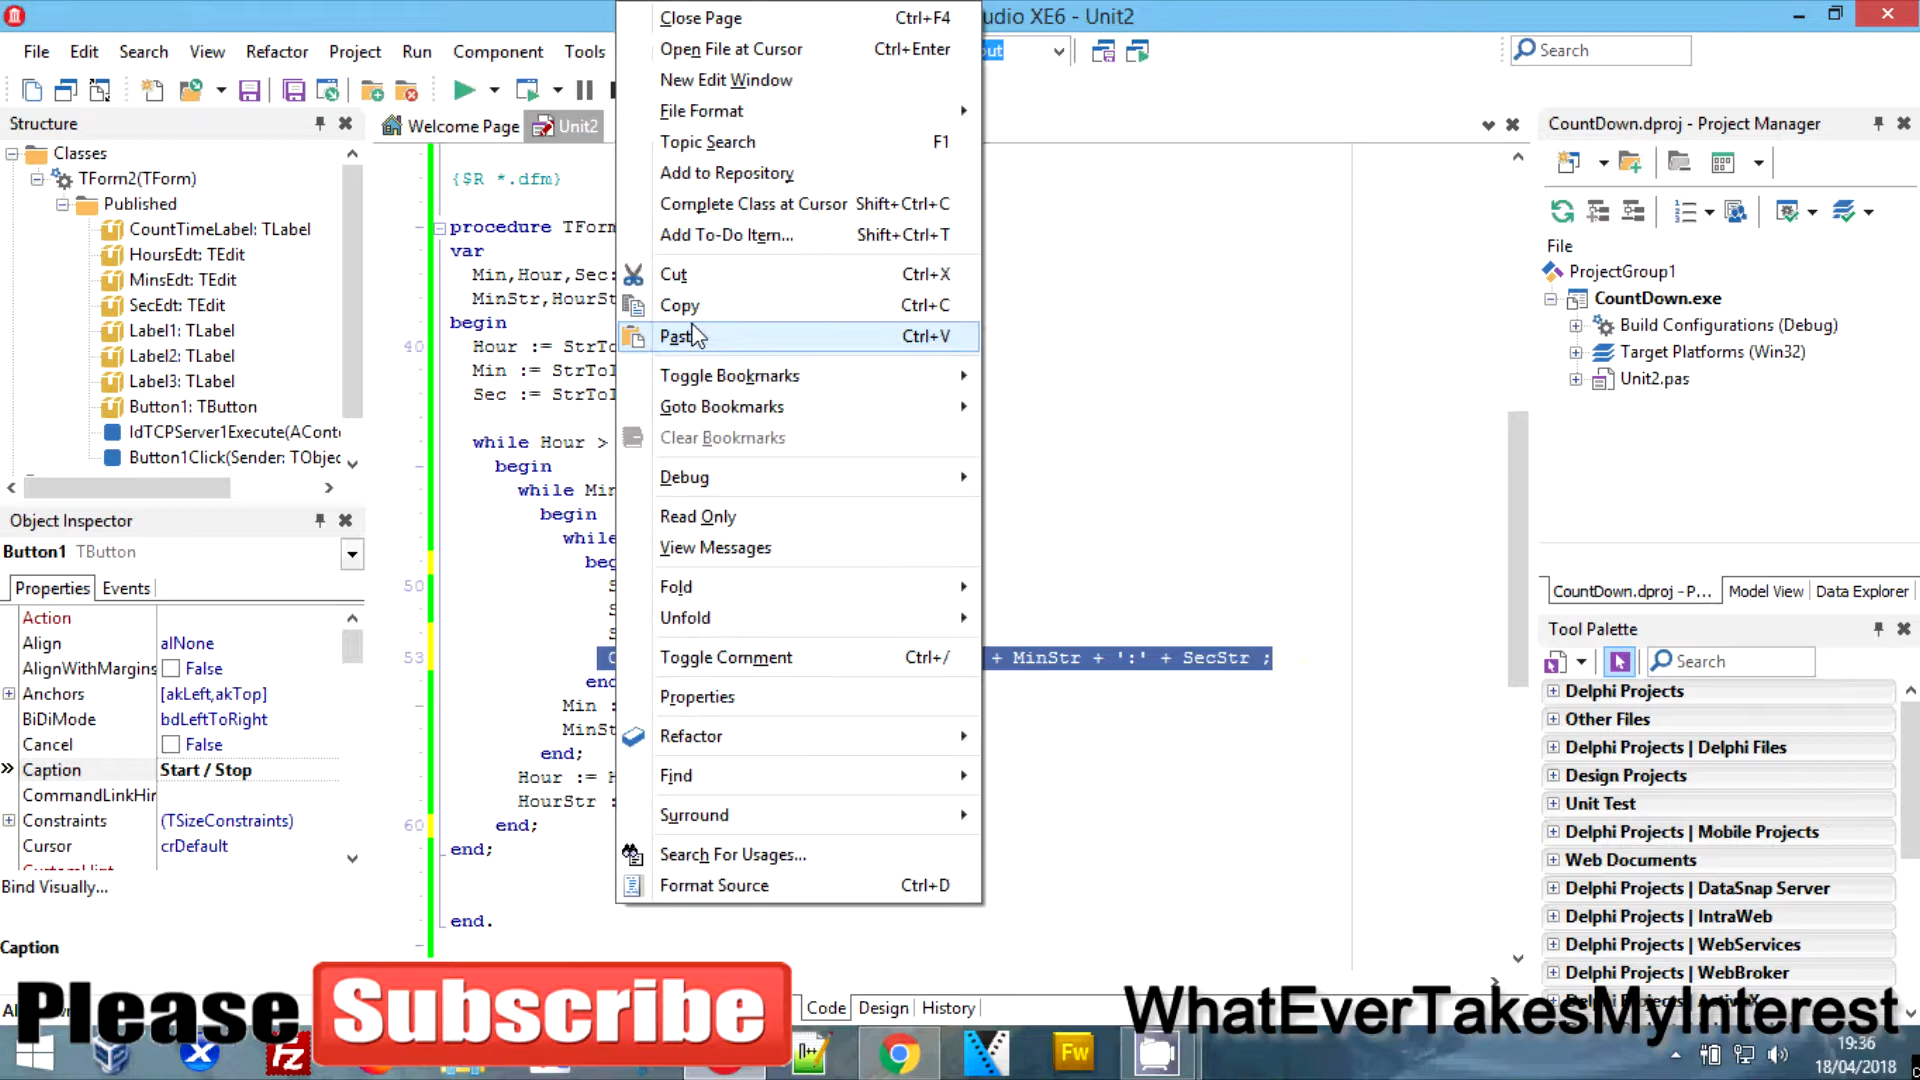 udio XE6 - Unit2
File Edit Search View Refactor Project Run Component Tools
Search
Structure
Classes
TForm2(TForm)
Published
CountTimeLabel: TLabel
HoursEdt: TEdit
MinsEdt: TEdit
SecEdt: TEdit
Label1: TLabel
Label2: TLabel
Label3: TLabel
Button1: TButton
IdTCPServer1Execute(AConte
Button1Click(Sender: TObjec
Object Inspector
Button1 TButton
Properties Events
Action
Align alNone
AlignWithMargins False
Anchors [akLeft,akTop]
BiDiMode bdLeftToRight
Cancel False
Caption Start / Stop
CommandLinkHir
Constraints (TSizeConstraints)
Cursor crDefault
Bind Visually...
Caption
Welcome Page Unit2
{$R *.dfm}
procedure TForm
var
Min,Hour,Sec:
MinStr,HourSt
begin
40 Hour := StrTo
Min := StrToI
Sec := StrToI
while Hour >
begin
while Min
begin
while
beg
50 S
53 + MinStr + ':' + SecStr ;
end
Min :
MinSt
end;
Hour := H
HourStr :
60 end;
end;
end.
Code Design History
Close Page Ctrl+F4
Open File at Cursor Ctrl+Enter
New Edit Window
File Format
Topic Search F1
Add to Repository
Complete Class at Cursor Shift+Ctrl+C
Add To-Do Item... Shift+Ctrl+T
Cut Ctrl+X
Copy Ctrl+C
Paste Ctrl+V
Toggle Bookmarks
Goto Bookmarks
Clear Bookmarks
Debug
Read Only
View Messages
Fold
Unfold
Toggle Comment Ctrl+/
Properties
Refactor
Find
Surround
Search For Usages...
Format Source Ctrl+D
CountDown.dproj - Project Manager
File
ProjectGroup1
CountDown.exe
Build Configurations (Debug)
Target Platforms (Win32)
Unit2.pas
CountDown.dproj - P... Model View Data Explorer
Tool Palette
Search
Delphi Projects
Other Files
Delphi Projects | Delphi Files
Design Projects
Unit Test
Delphi Projects | Mobile Projects
Web Documents
Delphi Projects | DataSnap Server
Delphi Projects | IntraWeb
Delphi Projects | WebServices
Delphi Projects | WebBroker
Please Subscribe
WhatEverTakesMyInterest
Fw
19:36
18/04/2018